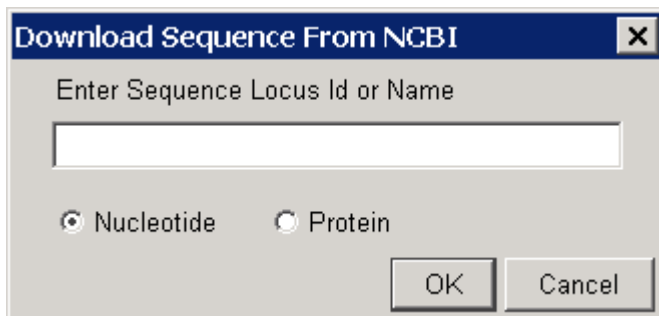 Download Sequence From NCBI
Enter Sequence Locus Id or Name
Nucleotide Protein
OK Cancel